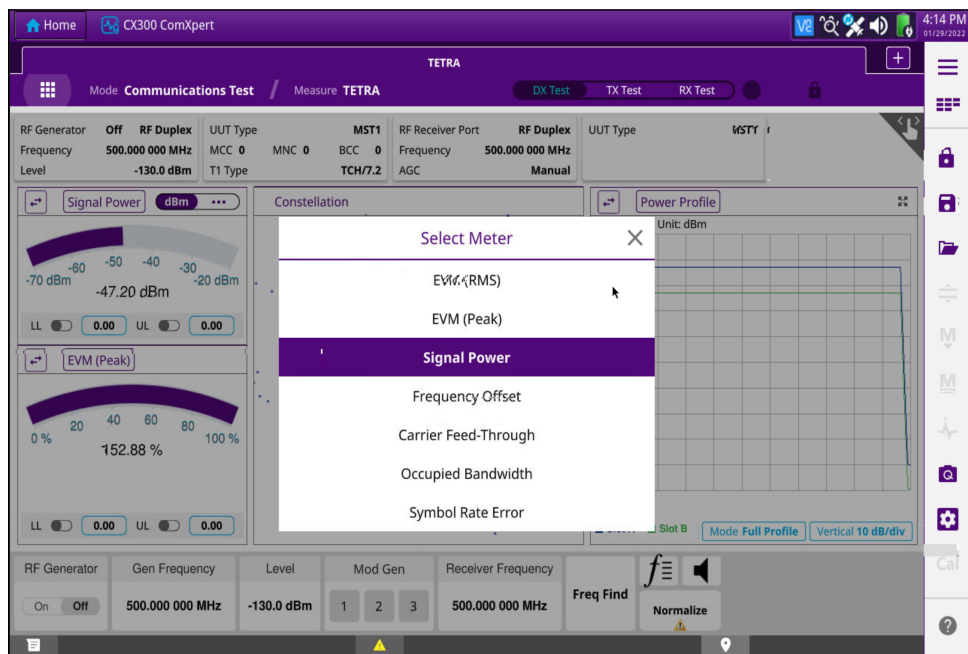 Home CX300 ComXpert 4:14 PM
01/29/2022
TETRA
Mode Communications Test / Measure TETRA DX Test TX Test RX Test
RF Generator Off RF Duplex UUT Type MST1 RF Receiver Port RF Duplex UUT Type
Frequency 500.000 000 MHz MCC 0 MNC 0 BCC 0 Frequency 500.000 000 MHz
Level -130.0 dBm T1 Type TCH/7.2 AGC Manual
Signal Power dBm ... Constellation Power Profile
Select Meter Unit: dBm
-70 dBm -60 -50 -40 -30 -20 dBm
-47.20 dBm
(RMS)
EVM (Peak)
LL 0.00 UL 0.00
EVM (Peak) Signal Power
Frequency Offset
0 % 20 40 60 80 100 %
152.88 %
Carrier Feed-Through
Occupied Bandwidth
Symbol Rate Error
LL 0.00 UL 0.00 Slot B Mode Full Profile Vertical 10 dB/div
RF Generator Gen Frequency Level Mod Gen Receiver Frequency
On Off 500.000 000 MHz -130.0 dBm 1 2 3 500.000 000 MHz Freq Find Normalize
M
M
Cal